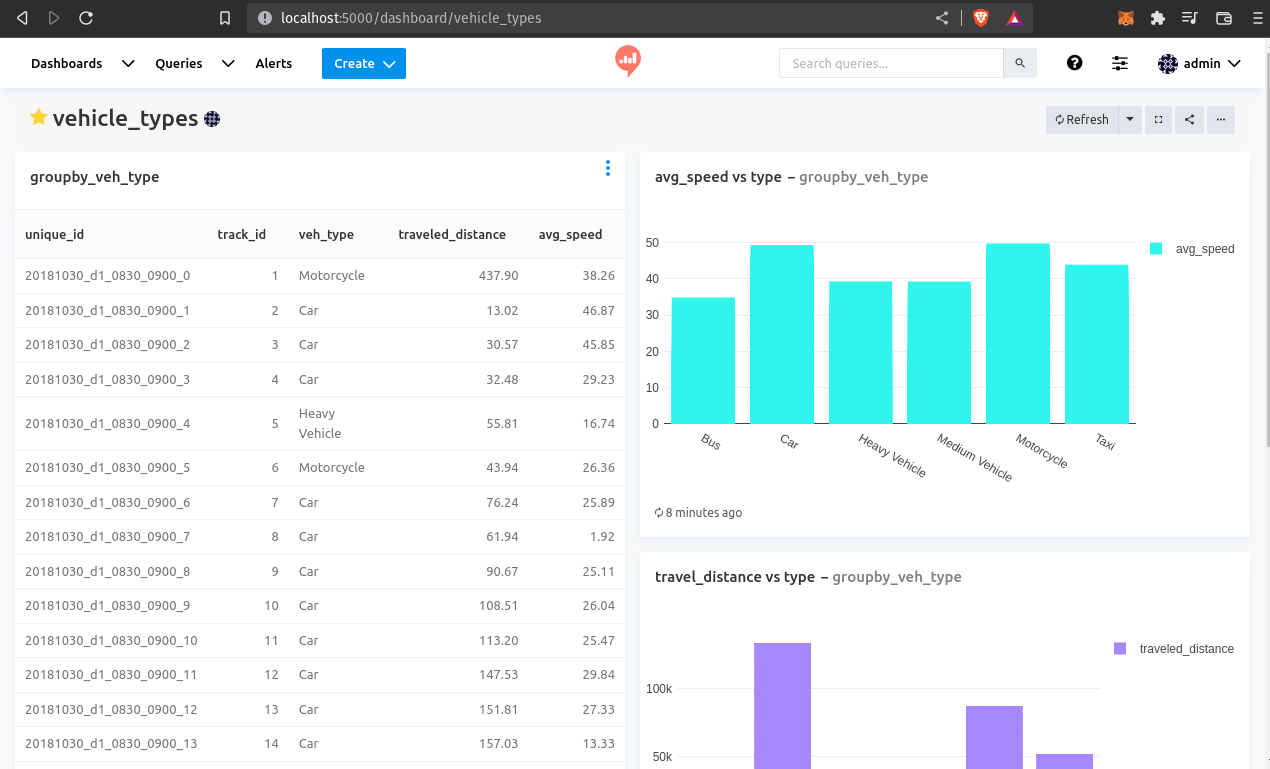 localhost:5000/dashboard/vehicle_types
Dashboards Queries Alerts Create Search queries... admin
vehicle_types Refresh
groupby_veh_type
unique_id track_id veh_type traveled_distance avg_speed
20181030_d1_0830_0900_0 1 Motorcycle 437.90 38.26
20181030_d1_0830_0900_1 2 Car 13.02 46.87
20181030_d1_0830_0900_2 3 Car 30.57 45.85
20181030_d1_0830_0900_3 4 Car 32.48 29.23
20181030_d1_0830_0900_4 5 Heavy Vehicle 55.81 16.74
20181030_d1_0830_0900_5 6 Motorcycle 43.94 26.36
20181030_d1_0830_0900_6 7 Car 76.24 25.89
20181030_d1_0830_0900_7 8 Car 61.94 1.92
20181030_d1_0830_0900_8 9 Car 90.67 25.11
20181030_d1_0830_0900_9 10 Car 108.51 26.04
20181030_d1_0830_0900_10 11 Car 113.20 25.47
20181030_d1_0830_0900_11 12 Car 147.53 29.84
20181030_d1_0830_0900_12 13 Car 151.81 27.33
20181030_d1_0830_0900_13 14 Car 157.03 13.33
avg_speed vs type – groupby_veh_type
50
40
30
20
10
0
Bus Car Heavy Vehicle Medium Vehicle Motorcycle Taxi
avg_speed
8 minutes ago
travel_distance vs type – groupby_veh_type
traveled_distance
100k
50k